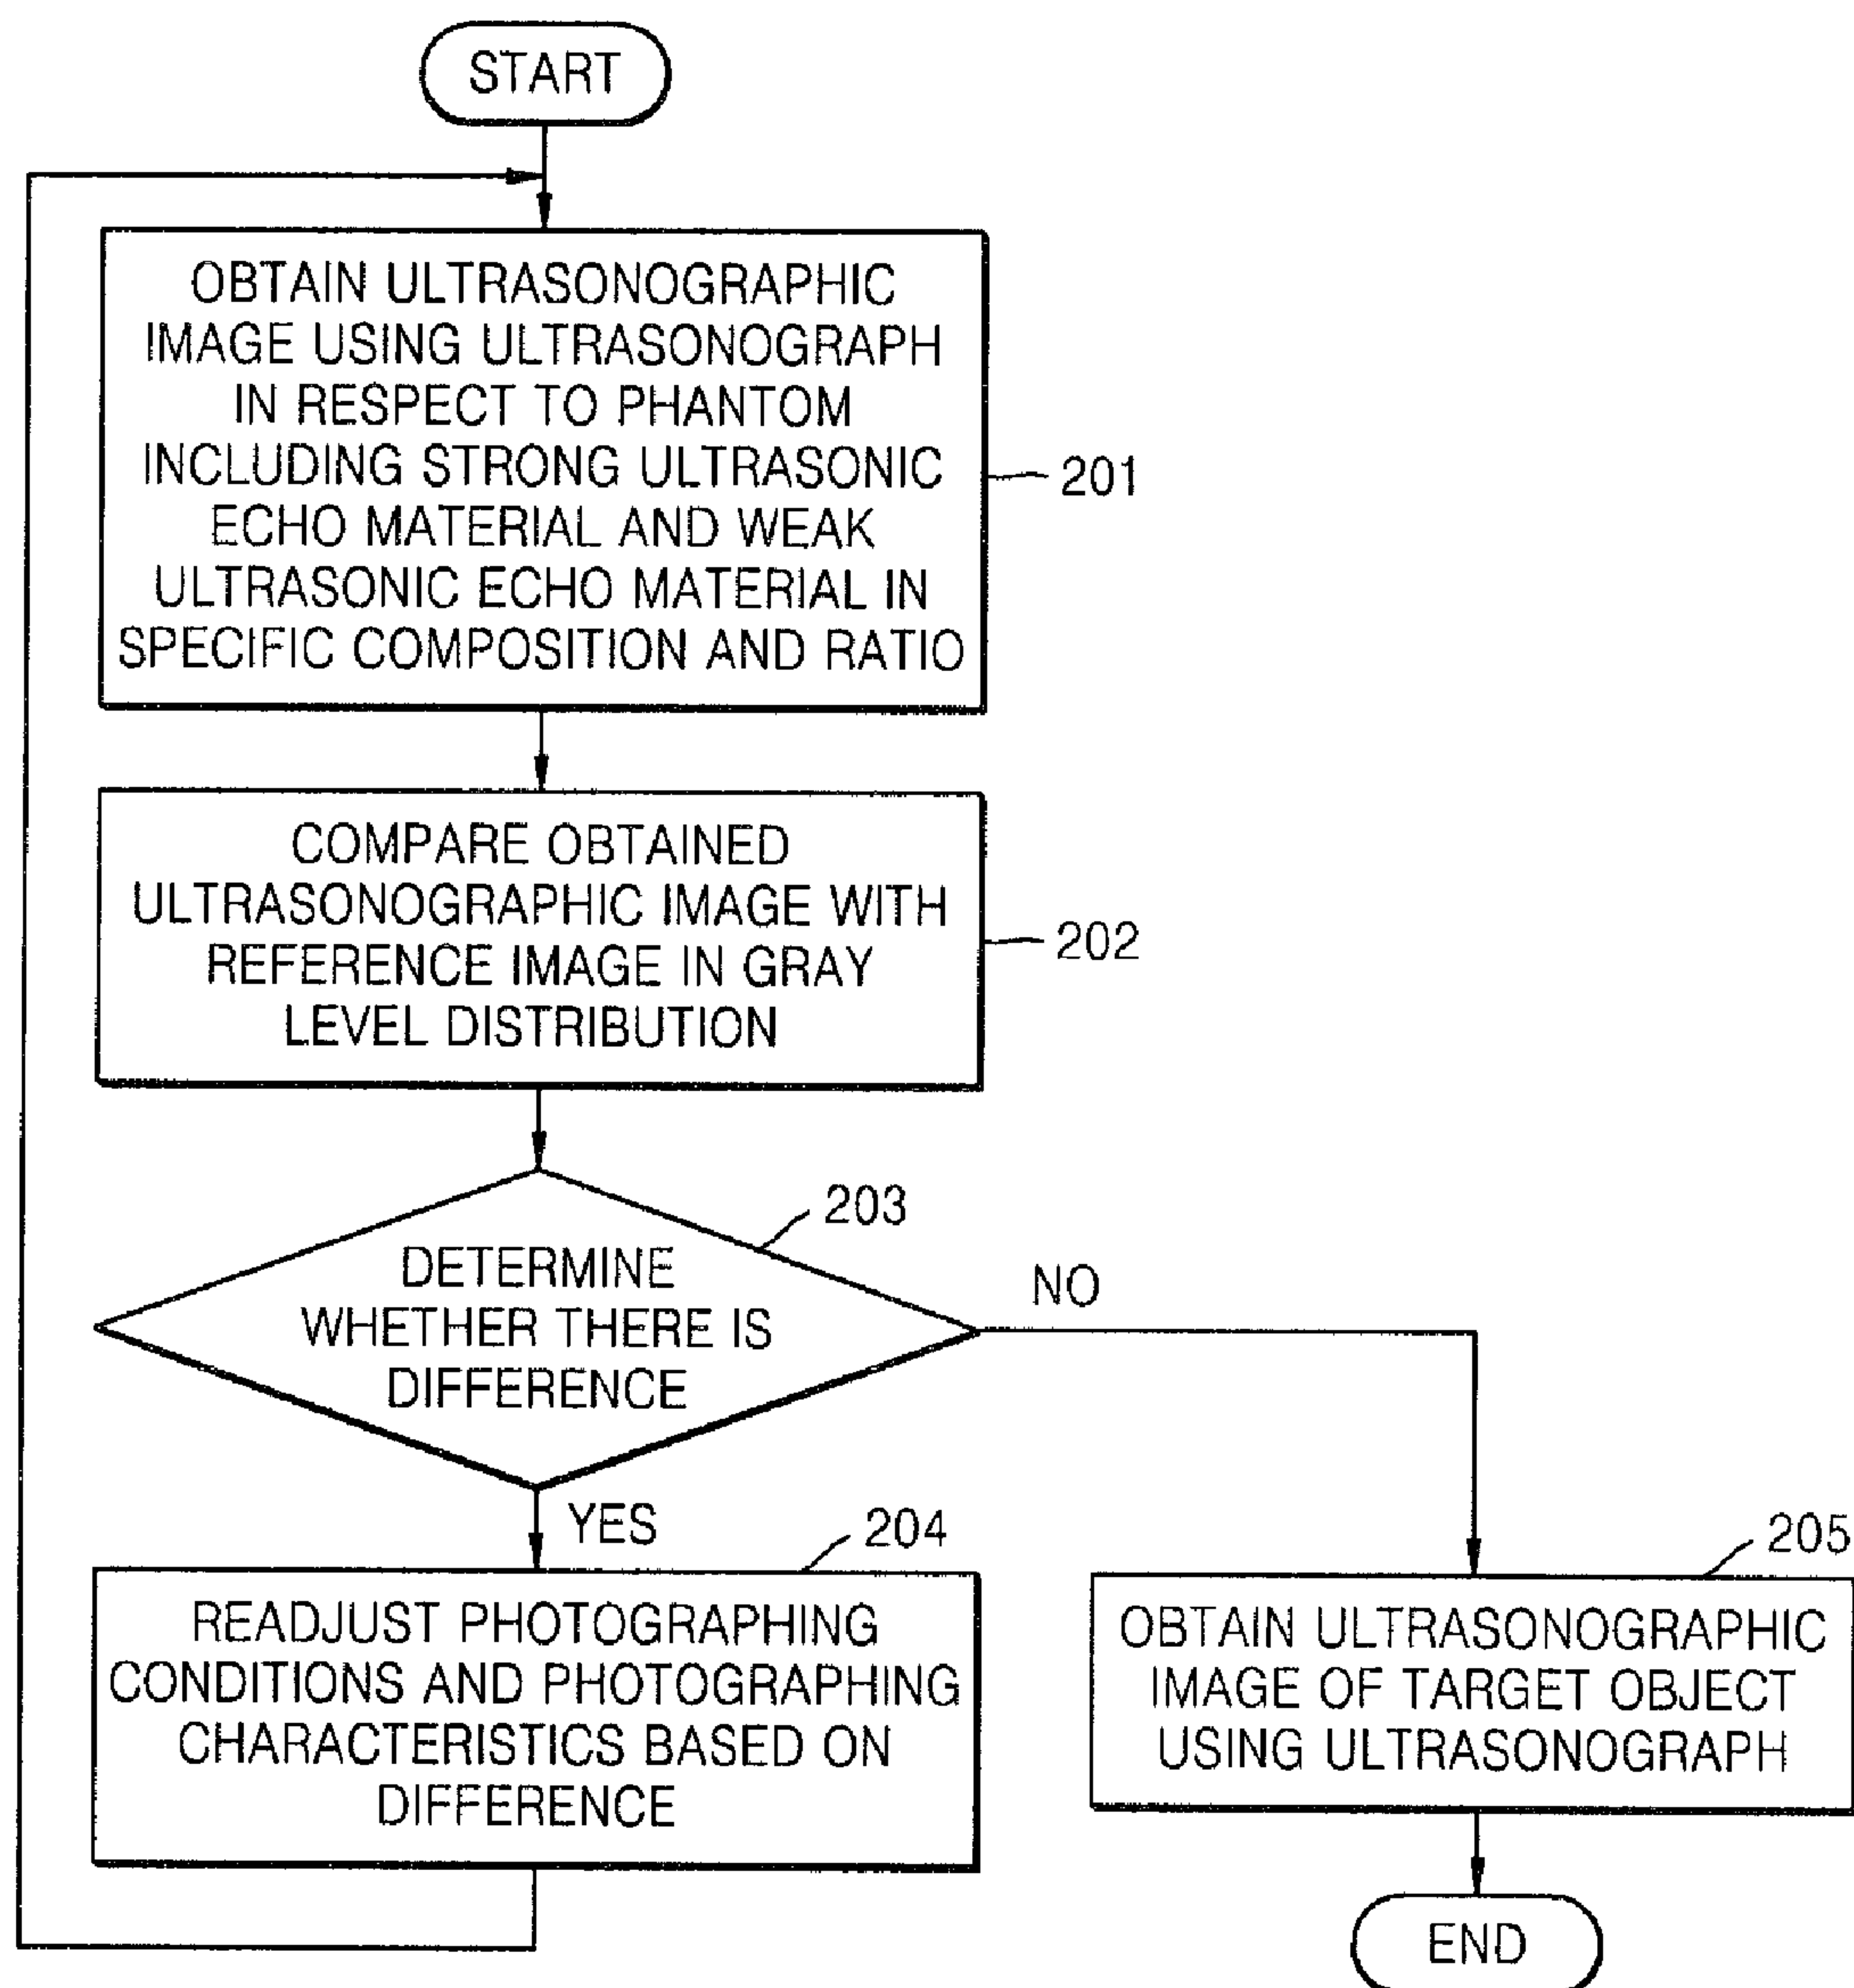 START
OBTAIN ULTRASONOGRAPHIC
IMAGE USING ULTRASONOGRAPH
IN RESPECT TO PHANTOM
INCLUDING STRONG ULTRASONIC
ECHO MATERIAL AND WEAK
ULTRASONIC ECHO MATERIAL IN
SPECIFIC COMPOSITION AND RATIO
201
COMPARE OBTAINED
ULTRASONOGRAPHIC IMAGE WITH
REFERENCE IMAGE IN GRAY
LEVEL DISTRIBUTION
202
203
DETERMINE
WHETHER THERE IS
DIFFERENCE
NO
YES
204
READJUST PHOTOGRAPHING
CONDITIONS AND PHOTOGRAPHING
CHARACTERISTICS BASED ON
DIFFERENCE
205
OBTAIN ULTRASONOGRAPHIC
IMAGE OF TARGET OBJECT
USING ULTRASONOGRAPH
END